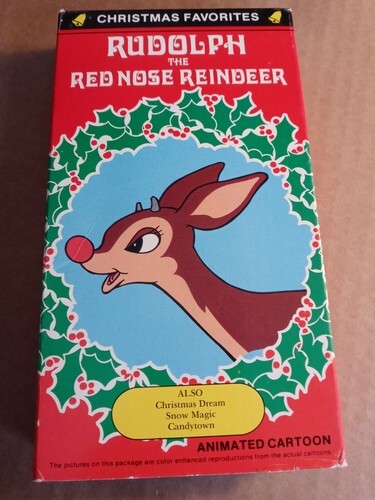 CHRISTMAS FAVORITES
RUDOLPH
THE
RED NOSE REINDEER
ALSO
Christmas Dream
Snow Magic
Candytown
ANIMATED CARTOON
The pictures on this package are color enhanced reproductions from the actual cartoons.